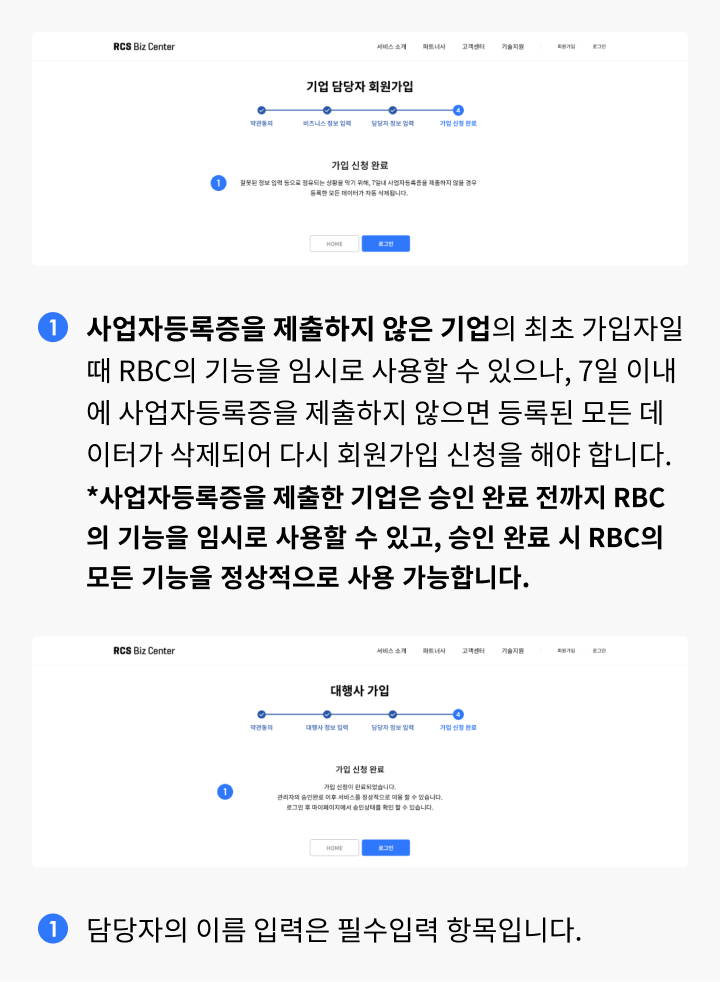 RCS Biz Center 서비스 소개 파트너사 고객센터 기술지원 회원가입 로그인
기업 담당자 회원가입
4
약관동의 비즈니스 정보 입력 담당자 정보 입력 가입 신청 완료
가입 신청 완료
1 잘못된 정보 입력 등으로 점유되는 상황을 막기 위해, 7일내 사업자등록증을 제출하지 않을 경우
등록한 모든 데이터가 자동 삭제됩니다.
HOME 로그인
1 사업자등록증을 제출하지 않은 기업의 최초 가입자일
때 RBC의 기능을 임시로 사용할 수 있으나, 7일 이내
에 사업자등록증을 제출하지 않으면 등록된 모든 데
이터가 삭제되어 다시 회원가입 신청을 해야 합니다.
*사업자등록증을 제출한 기업은 승인 완료 전까지 RBC
의 기능을 임시로 사용할 수 있고, 승인 완료 시 RBC의
모든 기능을 정상적으로 사용 가능합니다.
RCS Biz Center 서비스 소개 파트너사 고객센터 기술지원 회원가입 로그인
대행사 가입
4
약관동의 대행사 정보 입력 담당자 정보 입력 가입 신청 완료
가입 신청 완료
1 가입 신청이 완료되었습니다.
관리자의 승인완료 이후 서비스를 정상적으로 이용 할 수 있습니다.
로그인 후 마이페이지에서 승인상태를 확인 할 수 있습니다.
HOME 로그인
1 담당자의 이름 입력은 필수입력 항목입니다.